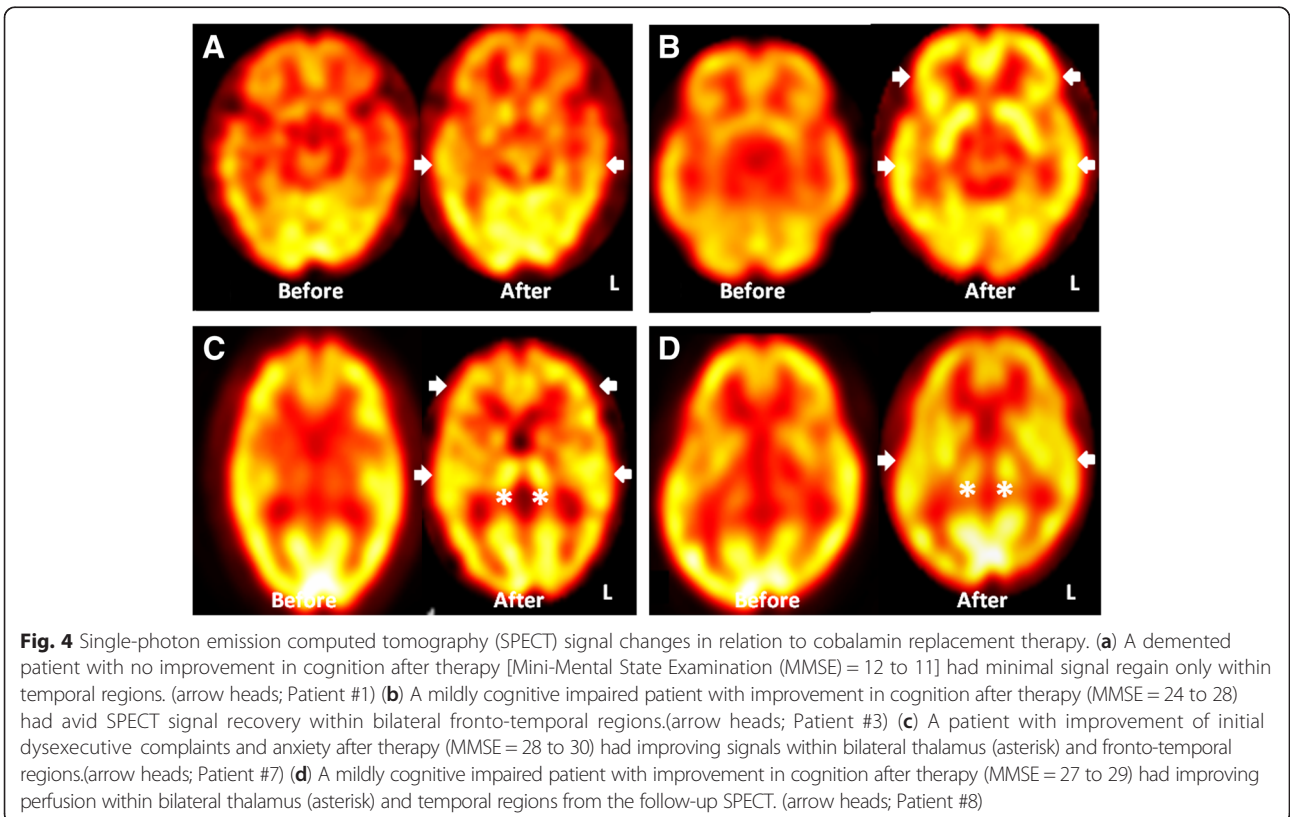 A
B
Before
After
L
Before
After
C
D
Before
After
L
Before
After
L
Fig. 4 Single-photon emission computed tomography (SPECT) signal changes in relation to cobalamin replacement therapy. (a) A demented
patient with no improvement in cognition after therapy [Mini-Mental State Examination (MMSE) = 12 to 11] had minimal signal regain only within
temporal regions. (arrow heads; Patient #1) (b) A mildly cognitive impaired patient with improvement in cognition after therapy (MMSE = 24 to 28)
had avid SPECT signal recovery within bilateral fronto-temporal regions.(arrow heads; Patient #3) (c) A patient with improvement of initial
dysexecutive complaints and anxiety after therapy (MMSE = 28 to 30) had improving signals within bilateral thalamus (asterisk) and fronto-temporal
regions.(arrow heads; Patient #7) (d) A mildly cognitive impaired patient with improvement in cognition after therapy (MMSE = 27 to 29) had improving
perfusion within bilateral thalamus (asterisk) and temporal regions from the follow-up SPECT. (arrow heads; Patient #8)